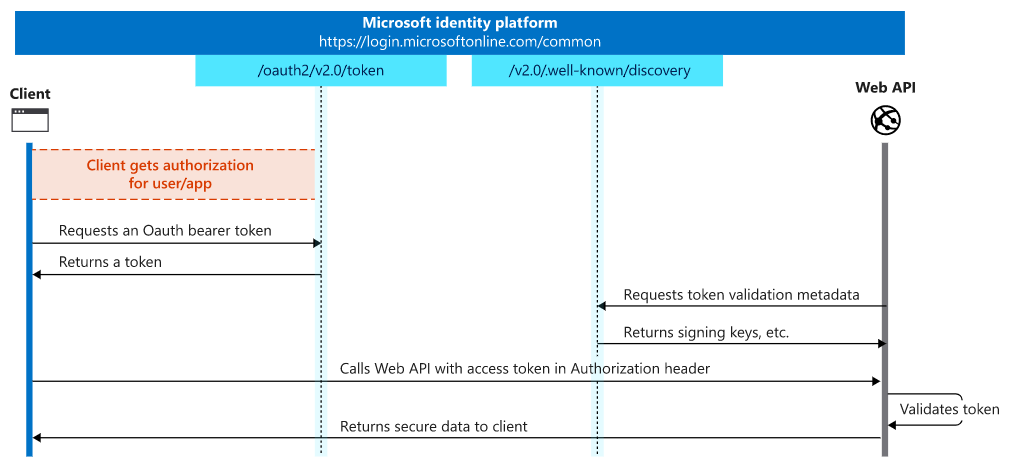 Microsoft identity platform
https://login.microsoftonline.com/common
/oauth2/v2.0/token
/v2.0/.well-known/discovery
Client
Web API
Client gets authorization
for user/app
Requests an Oauth bearer token
Returns a token
Requests token validation metadata
Returns signing keys, etc.
Calls Web API with access token in Authorization header
Validates token
Returns secure data to client